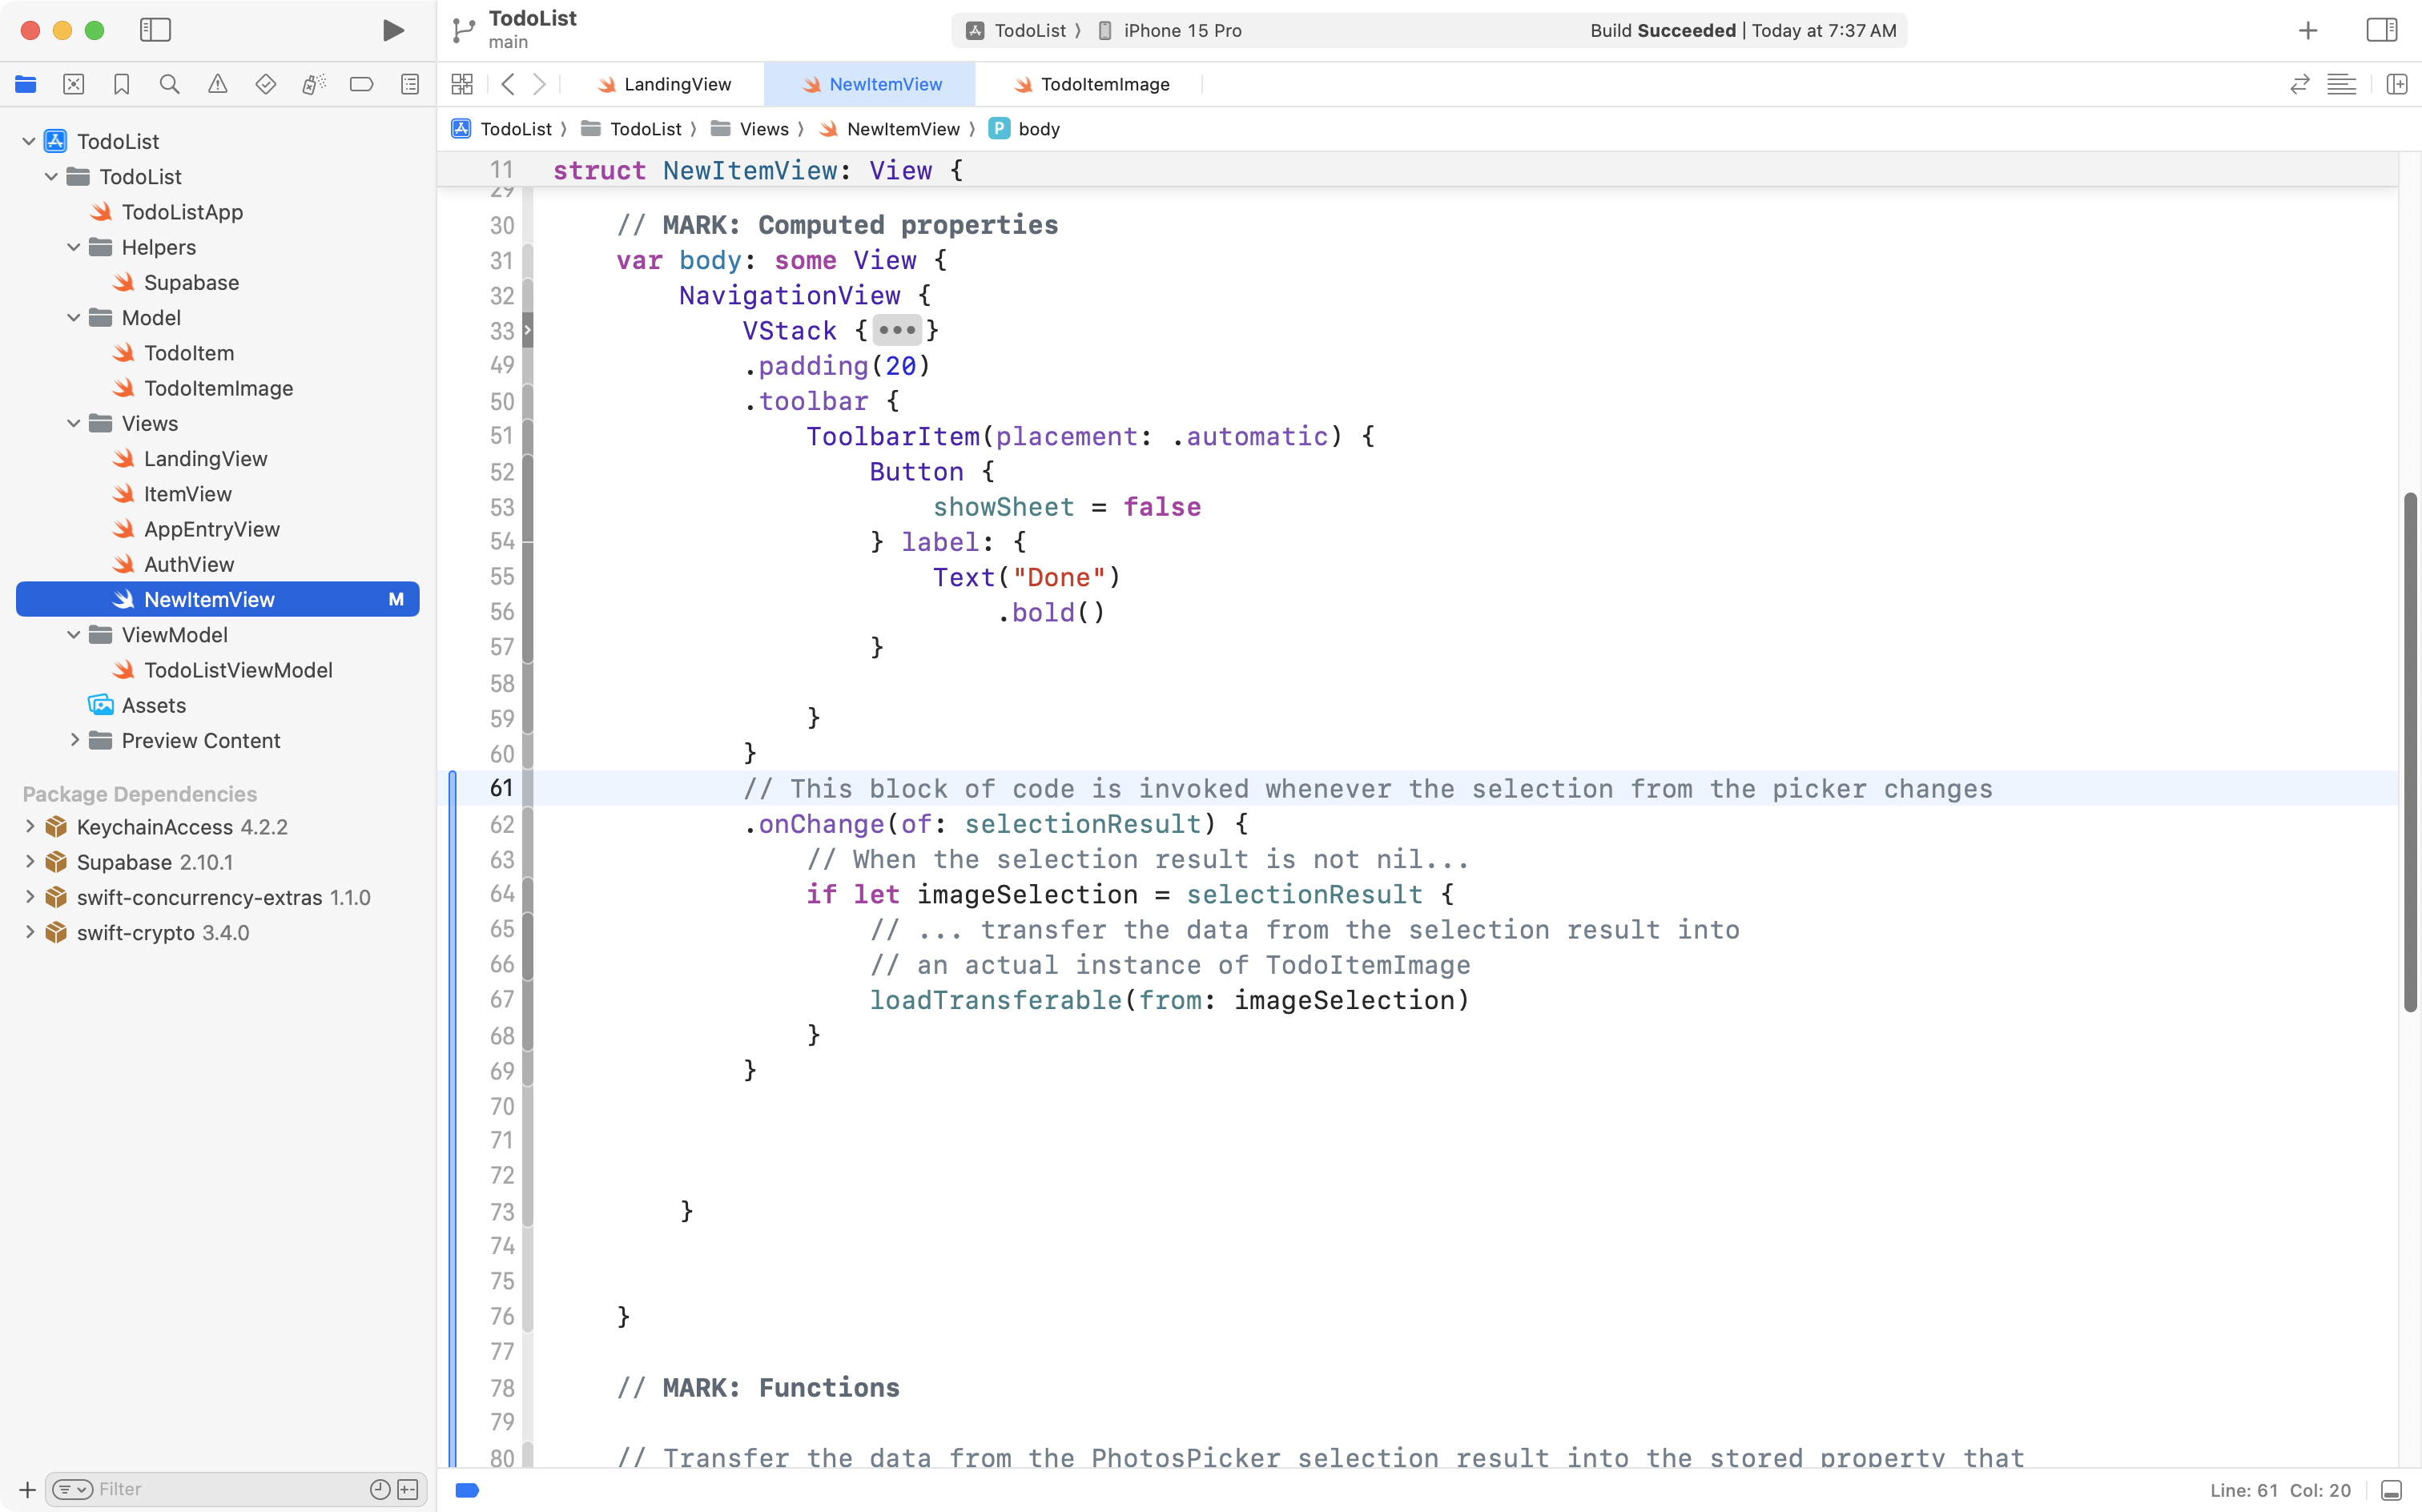 TodoList
main
TodoList 〉 iPhone 15 Pro
Build Succeeded | Today at 7:37 AM
LandingView
NewItemView
TodoItemImage
TodoList 〉 TodoList 〉 Views 〉 NewItemView 〉 P body
TodoList
TodoList
TodoListApp
Helpers
Supabase
Model
TodoItem
TodoItemImage
Views
LandingView
ItemView
AppEntryView
AuthView
NewItemView M
ViewModel
TodoListViewModel
Assets
Preview Content
Package Dependencies
KeychainAccess 4.2.2
Supabase 2.10.1
swift-concurrency-extras 1.1.0
swift-crypto 3.4.0
Filter
11 struct NewItemView: View {
29
30 // MARK: Computed properties
31 var body: some View {
32 NavigationView {
33 VStack {•••}
49 .padding(20)
50 .toolbar {
51 ToolbarItem(placement: .automatic) {
52 Button {
53 showSheet = false
54 } label: {
55 Text("Done")
56 .bold()
57 }
58
59 }
60 }
61 // This block of code is invoked whenever the selection from the picker changes
62 .onChange(of: selectionResult) {
63 // When the selection result is not nil...
64 if let imageSelection = selectionResult {
65 // ... transfer the data from the selection result into
66 // an actual instance of TodoItemImage
67 loadTransferable(from: imageSelection)
68 }
69 }
70
71
72
73 }
74
75
76 }
77
78 // MARK: Functions
79
80 // Transfer the data from the PhotosPicker selection result into the stored property that
Line: 61 Col: 20